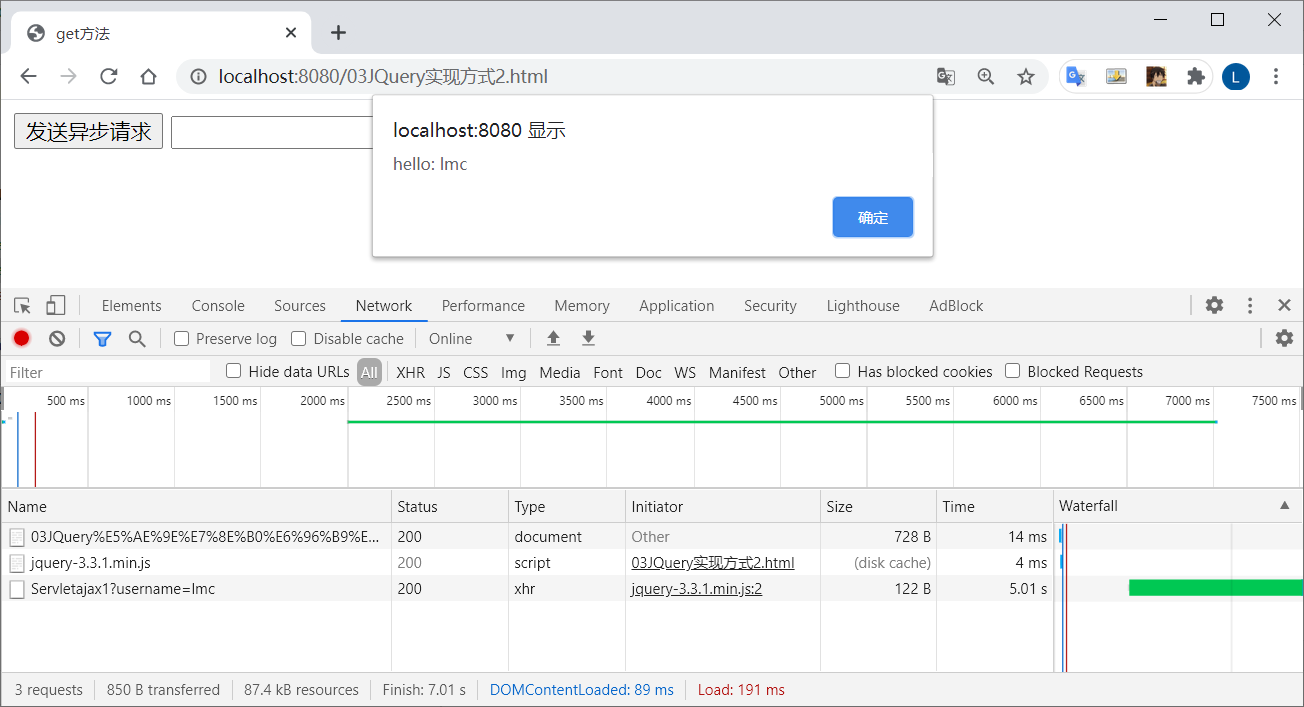 get方法
localhost:8080/03JQuery实现方式2.html
L
发送异步请求
localhost:8080 显示
hello: lmc
确定
Elements Console Sources Network Performance Memory Application Security Lighthouse AdBlock
Preserve log Disable cache Online
Filter Hide data URLs All XHR JS CSS Img Media Font Doc WS Manifest Other Has blocked cookies Blocked Requests
500 ms 1000 ms 1500 ms 2000 ms 2500 ms 3000 ms 3500 ms 4000 ms 4500 ms 5000 ms 5500 ms 6000 ms 6500 ms 7000 ms 7500 ms
Name Status Type Initiator Size Time Waterfall
03JQuery%E5%AE%9E%E7%8E%B0%E6%96%B9%E... 200 document Other 728 B 14 ms
jquery-3.3.1.min.js 200 script 03JQuery实现方式2.html (disk cache) 4 ms
Servletajax1?username=lmc 200 xhr jquery-3.3.1.min.js:2 122 B 5.01 s
3 requests 850 B transferred 87.4 kB resources Finish: 7.01 s DOMContentLoaded: 89 ms Load: 191 ms